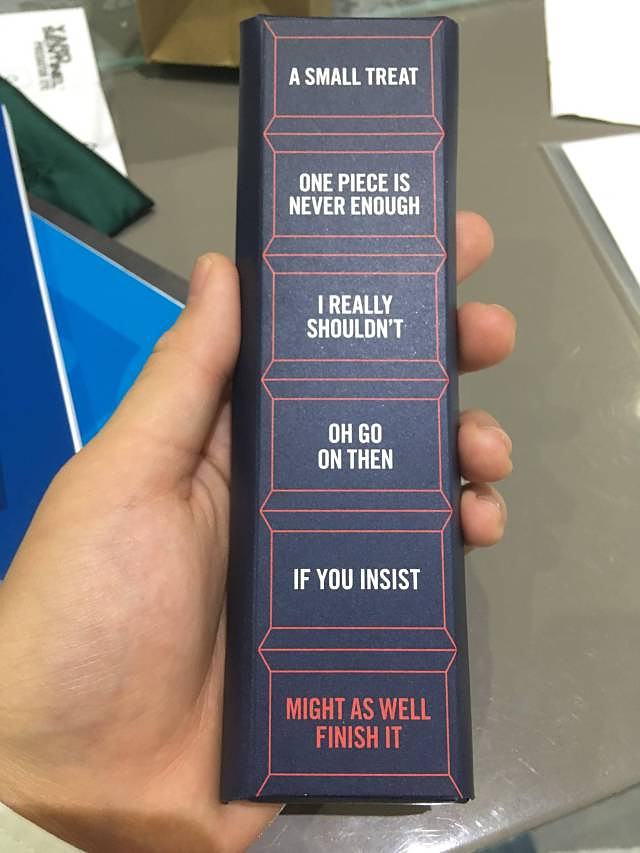 A SMALL TREAT
ONE PIECE IS
NEVER ENOUGH
I REALLY
SHOULDN'T
OH GO
ON THEN
IF YOU INSIST
MIGHT AS WELL
FINISH IT